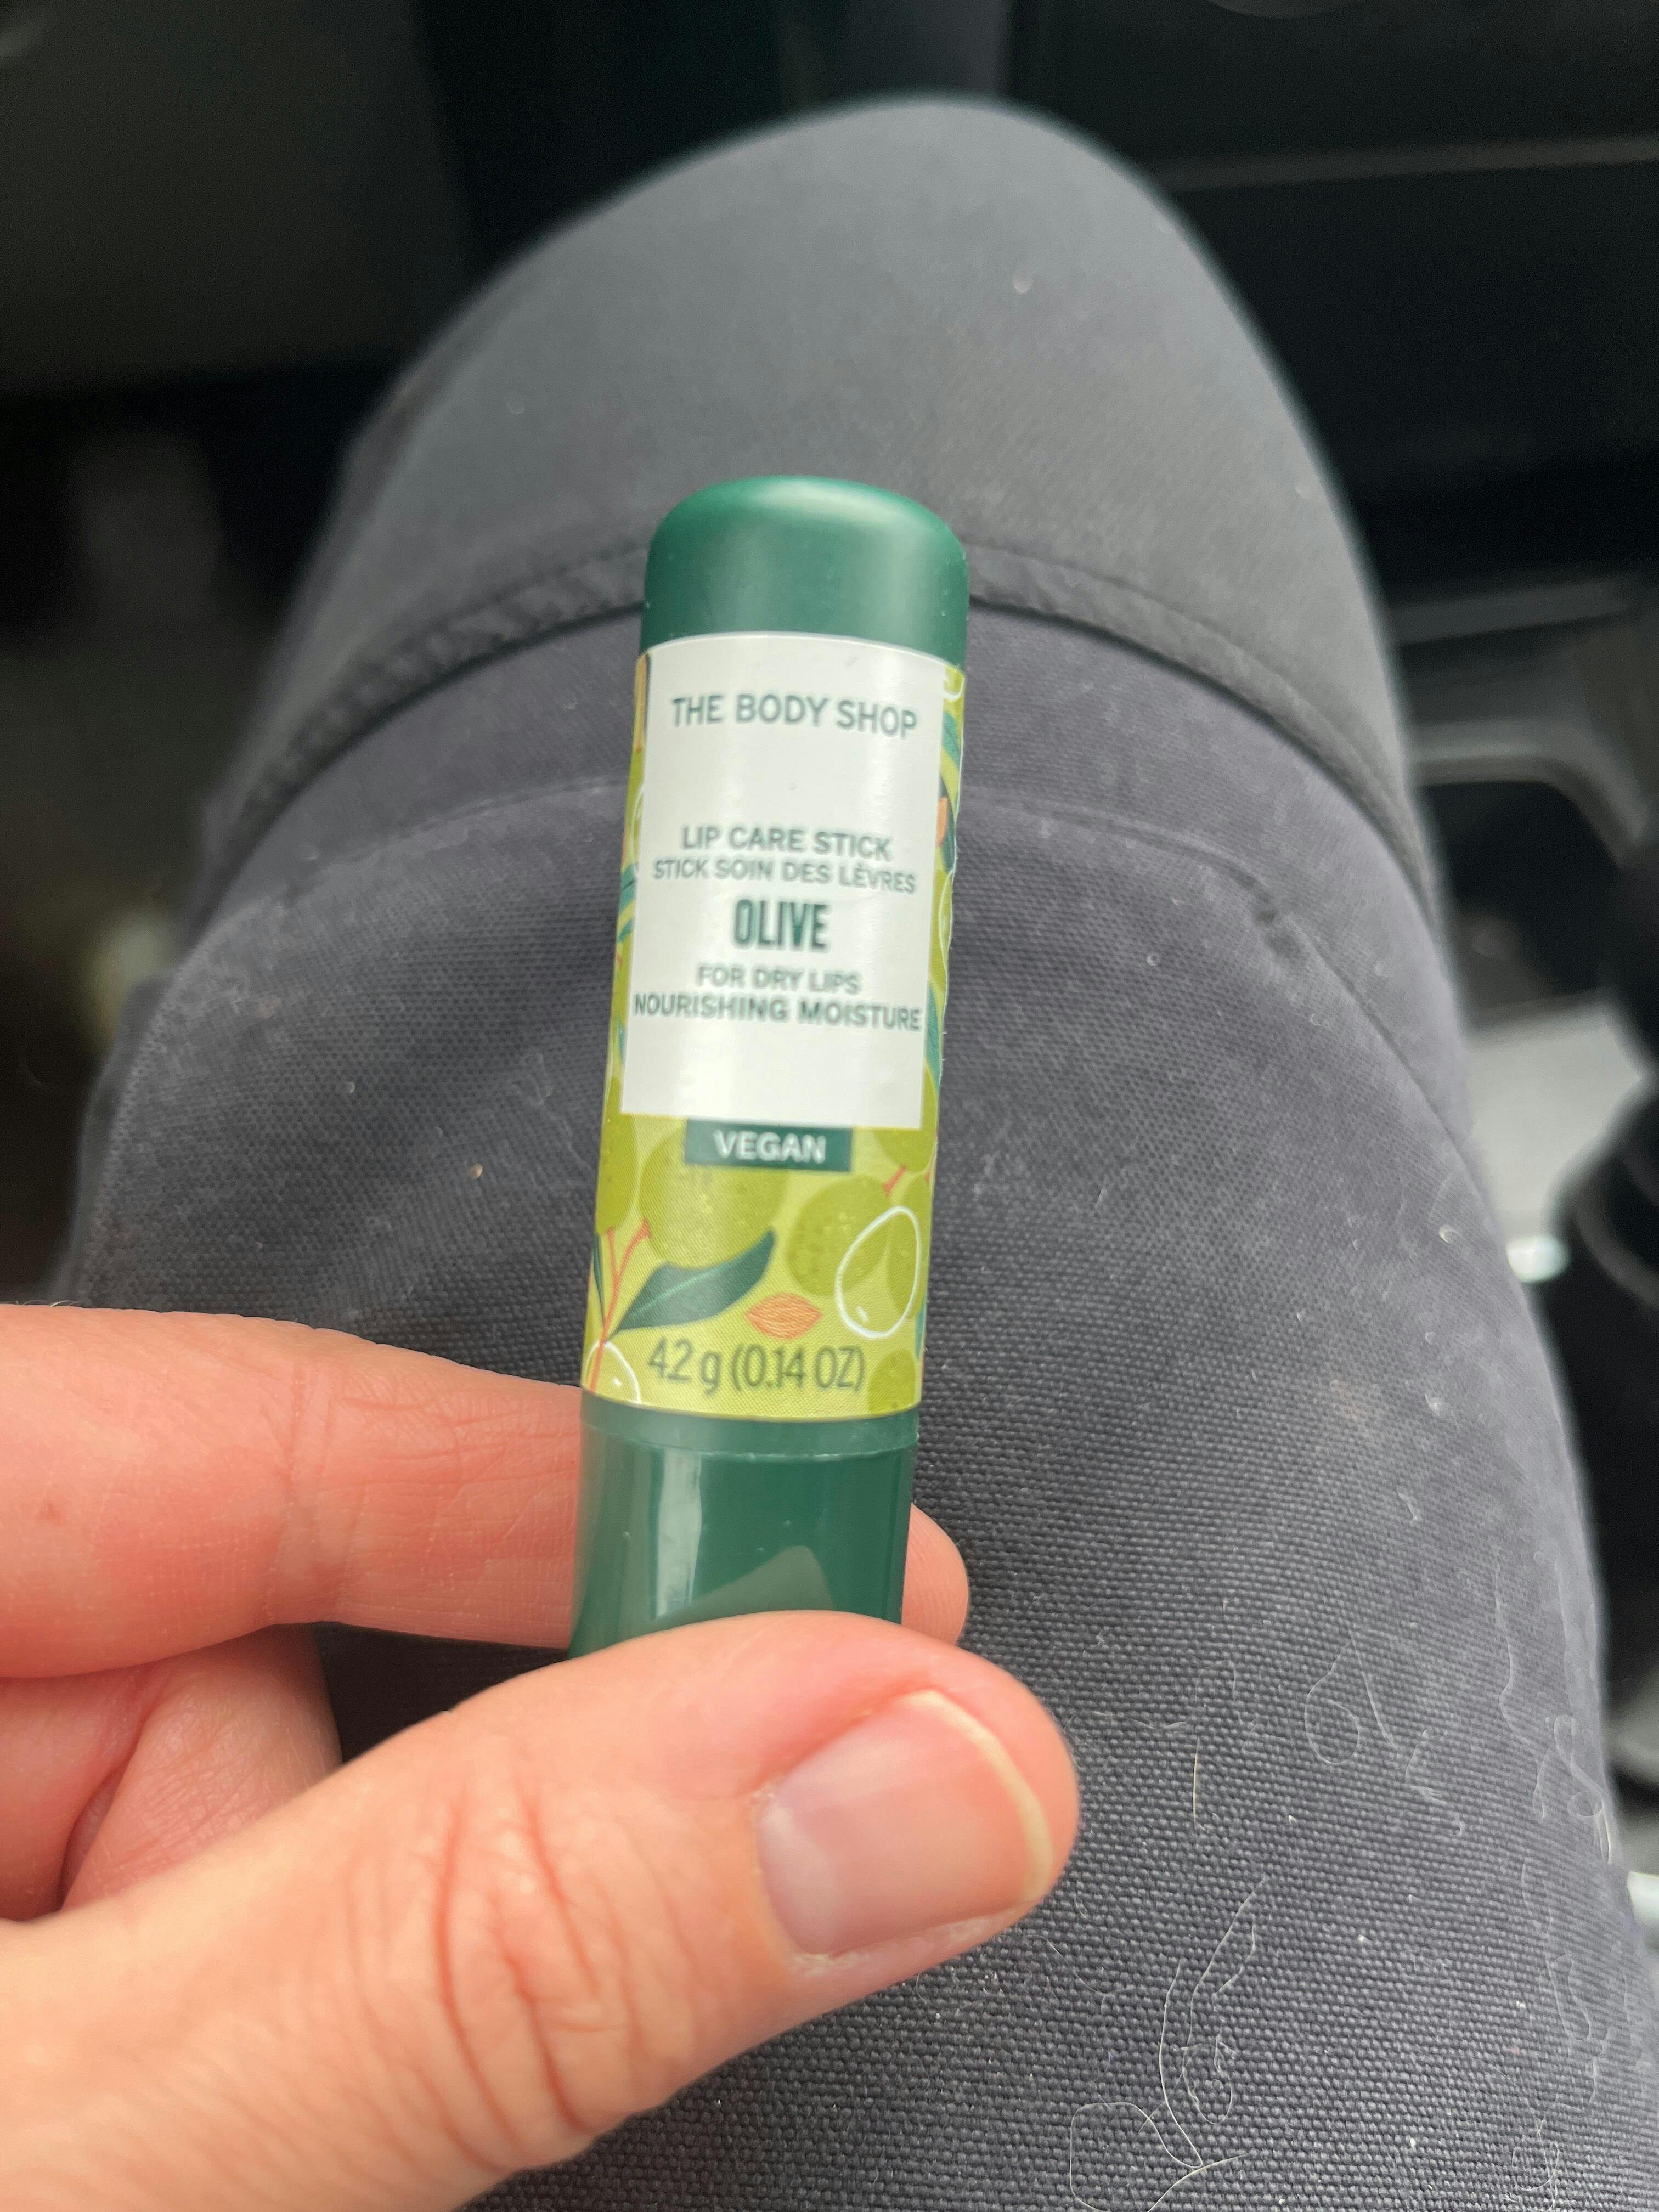 THE BODY SHOP
LIP CARE STICK
STICK SOIN DES LÈVRES
OLIVE
FOR DRY LIPS
NOURISHING MOISTURE
VEGAN
4.2 g (0.14 OZ)